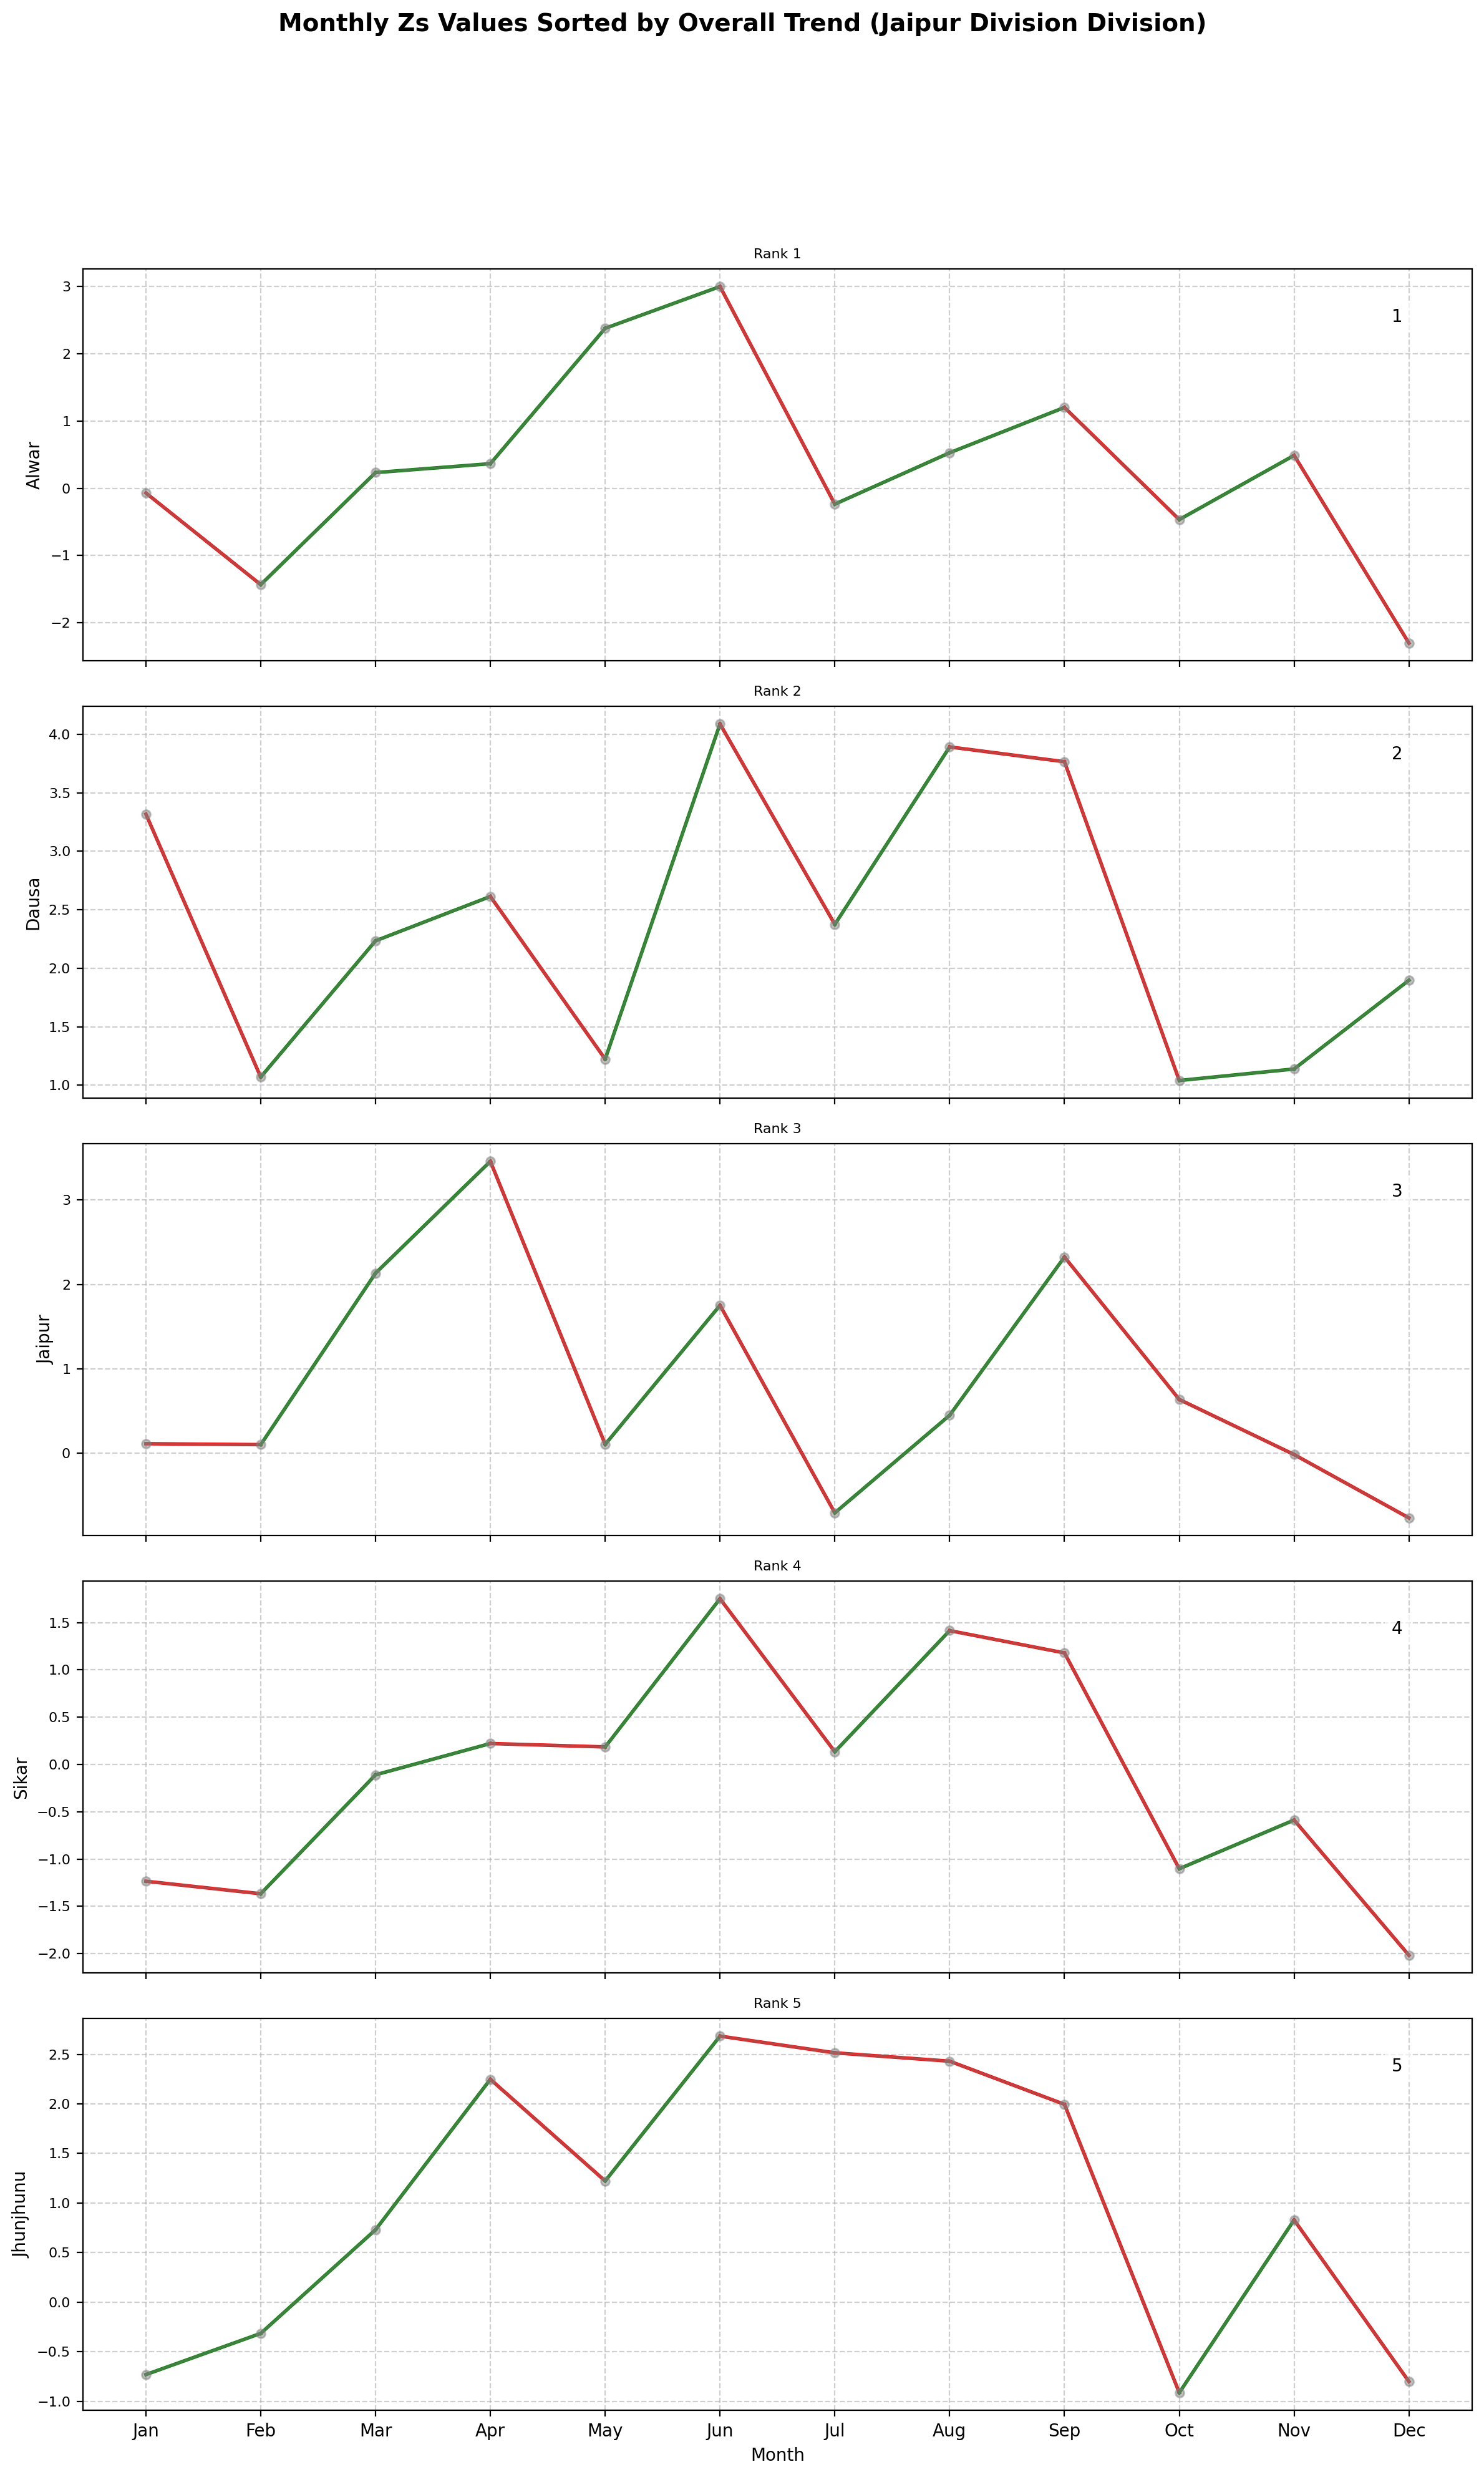 Monthly Zs Values Sorted by Overall Trend (Jaipur Division Division)
Rank 1
3
2
1
0
−1
−2
Alwar
1
Rank 2
4.0
3.5
3.0
2.5
2.0
1.5
1.0
Dausa
2
Rank 3
3
2
1
0
Jaipur
3
Rank 4
1.5
1.0
0.5
0.0
−0.5
−1.0
−1.5
−2.0
Sikar
4
Rank 5
2.5
2.0
1.5
1.0
0.5
0.0
−0.5
−1.0
Jhunjhunu
5
Jan Feb Mar Apr May Jun Jul Aug Sep Oct Nov Dec
Month